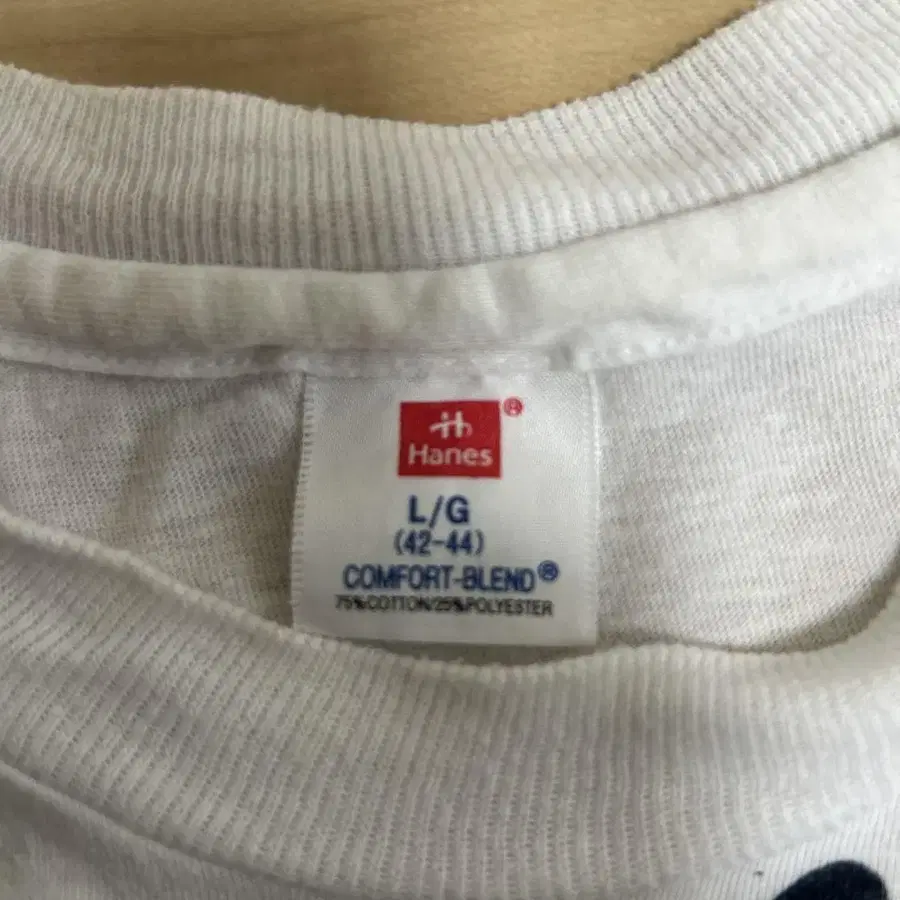 H
®
Hanes
L/G
(42-44)
COMFORT-BLEND®
75%COTTON/25%POLYESTER